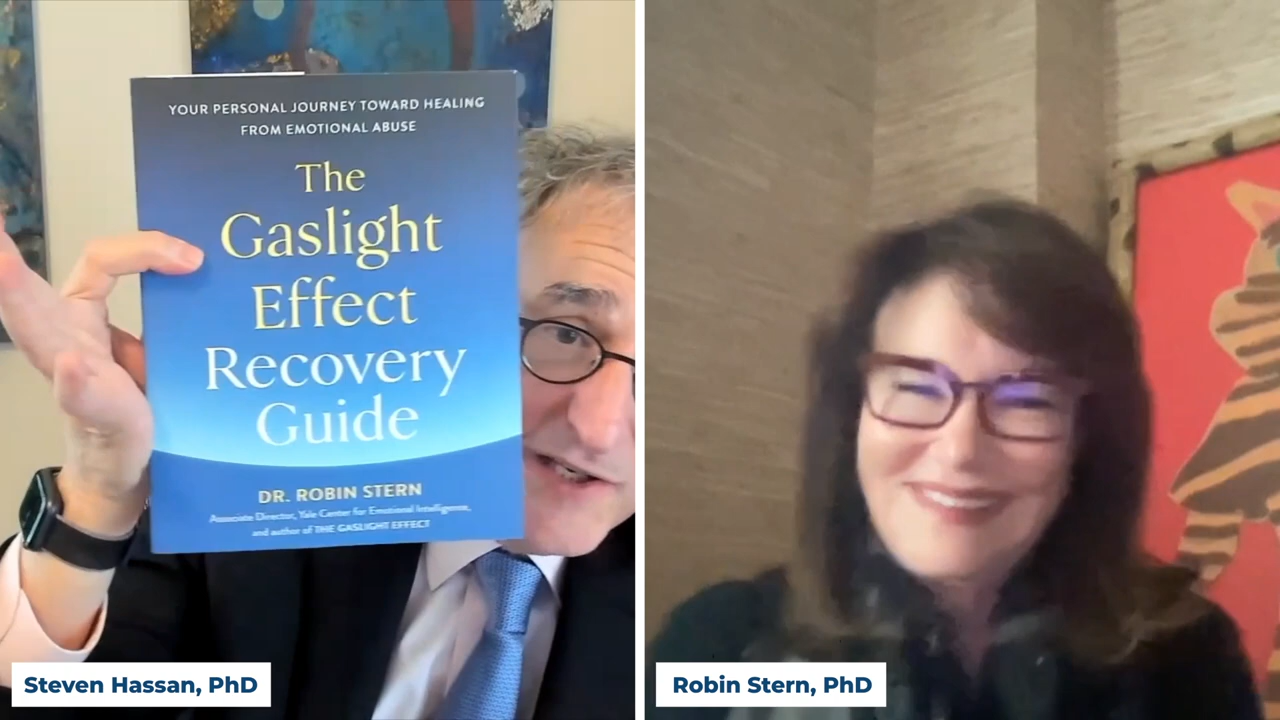 YOUR PERSONAL JOURNEY TOWARD HEALING
FROM EMOTIONAL ABUSE
The
Gaslight
Effect
Recovery
Guide
DR. ROBIN STERN
Associate Director, Yale Center for Emotional Intelligence,
and author of THE GASLIGHT EFFECT
Steven Hassan, PhD
Robin Stern, PhD